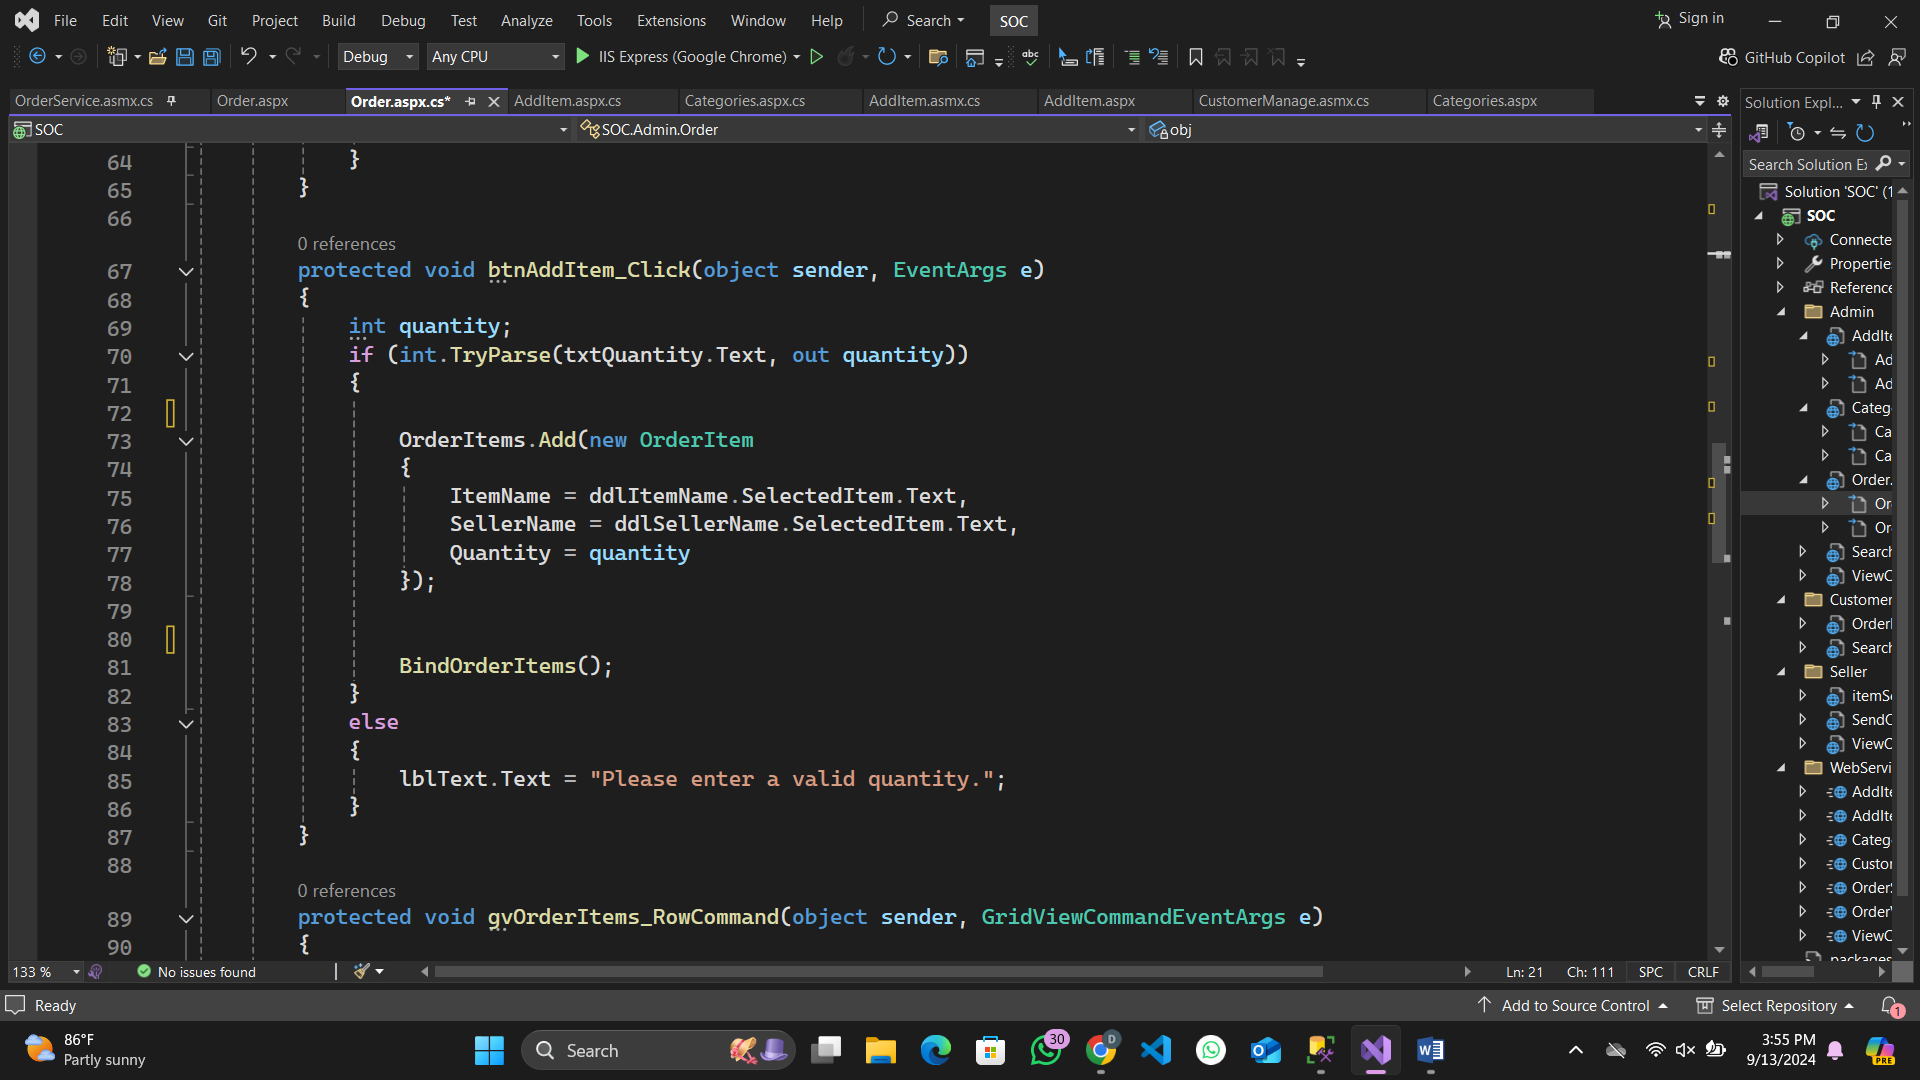 File Edit View Git Project Build Debug Test Analyze Tools Extensions Window Help Search SOC Sign in
Debug Any CPU IIS Express (Google Chrome) GitHub Copilot
OrderService.asmx.cs Order.aspx Order.aspx.cs* AddItem.aspx.cs Categories.aspx.cs AddItem.asmx.cs AddItem.aspx CustomerManage.asmx.cs Categories.aspx
SOC SOC.Admin.Order obj
64 }
65 }
66
0 references
67 protected void btnAddItem_Click(object sender, EventArgs e)
68 {
69 int quantity;
70 if (int.TryParse(txtQuantity.Text, out quantity))
71 {
72
73 OrderItems.Add(new OrderItem
74 {
75 ItemName = ddlItemName.SelectedItem.Text,
76 SellerName = ddlSellerName.SelectedItem.Text,
77 Quantity = quantity
78 });
79
80
81 BindOrderItems();
82 }
83 else
84 {
85 lblText.Text = "Please enter a valid quantity.";
86 }
87 }
88
0 references
89 protected void gvOrderItems_RowCommand(object sender, GridViewCommandEventArgs e)
90 {
133 % No issues found Ln: 21 Ch: 111 SPC CRLF
Solution Expl...
Search Solution Ex
Solution 'SOC' (1
SOC
Connecte
Propertie
Reference
Admin
AddIte
Ad
Ad
Categ
Ca
Ca
Order.
Or
Or
Search
ViewC
Customer
OrderI
Search
Seller
itemSe
SendC
ViewC
WebServi
AddIte
AddIte
Categ
Custo
OrderS
OrderV
ViewC
packages
Ready Add to Source Control Select Repository 1
86°F
Partly sunny
Search
30
D
W
PRE
3:55 PM
9/13/2024